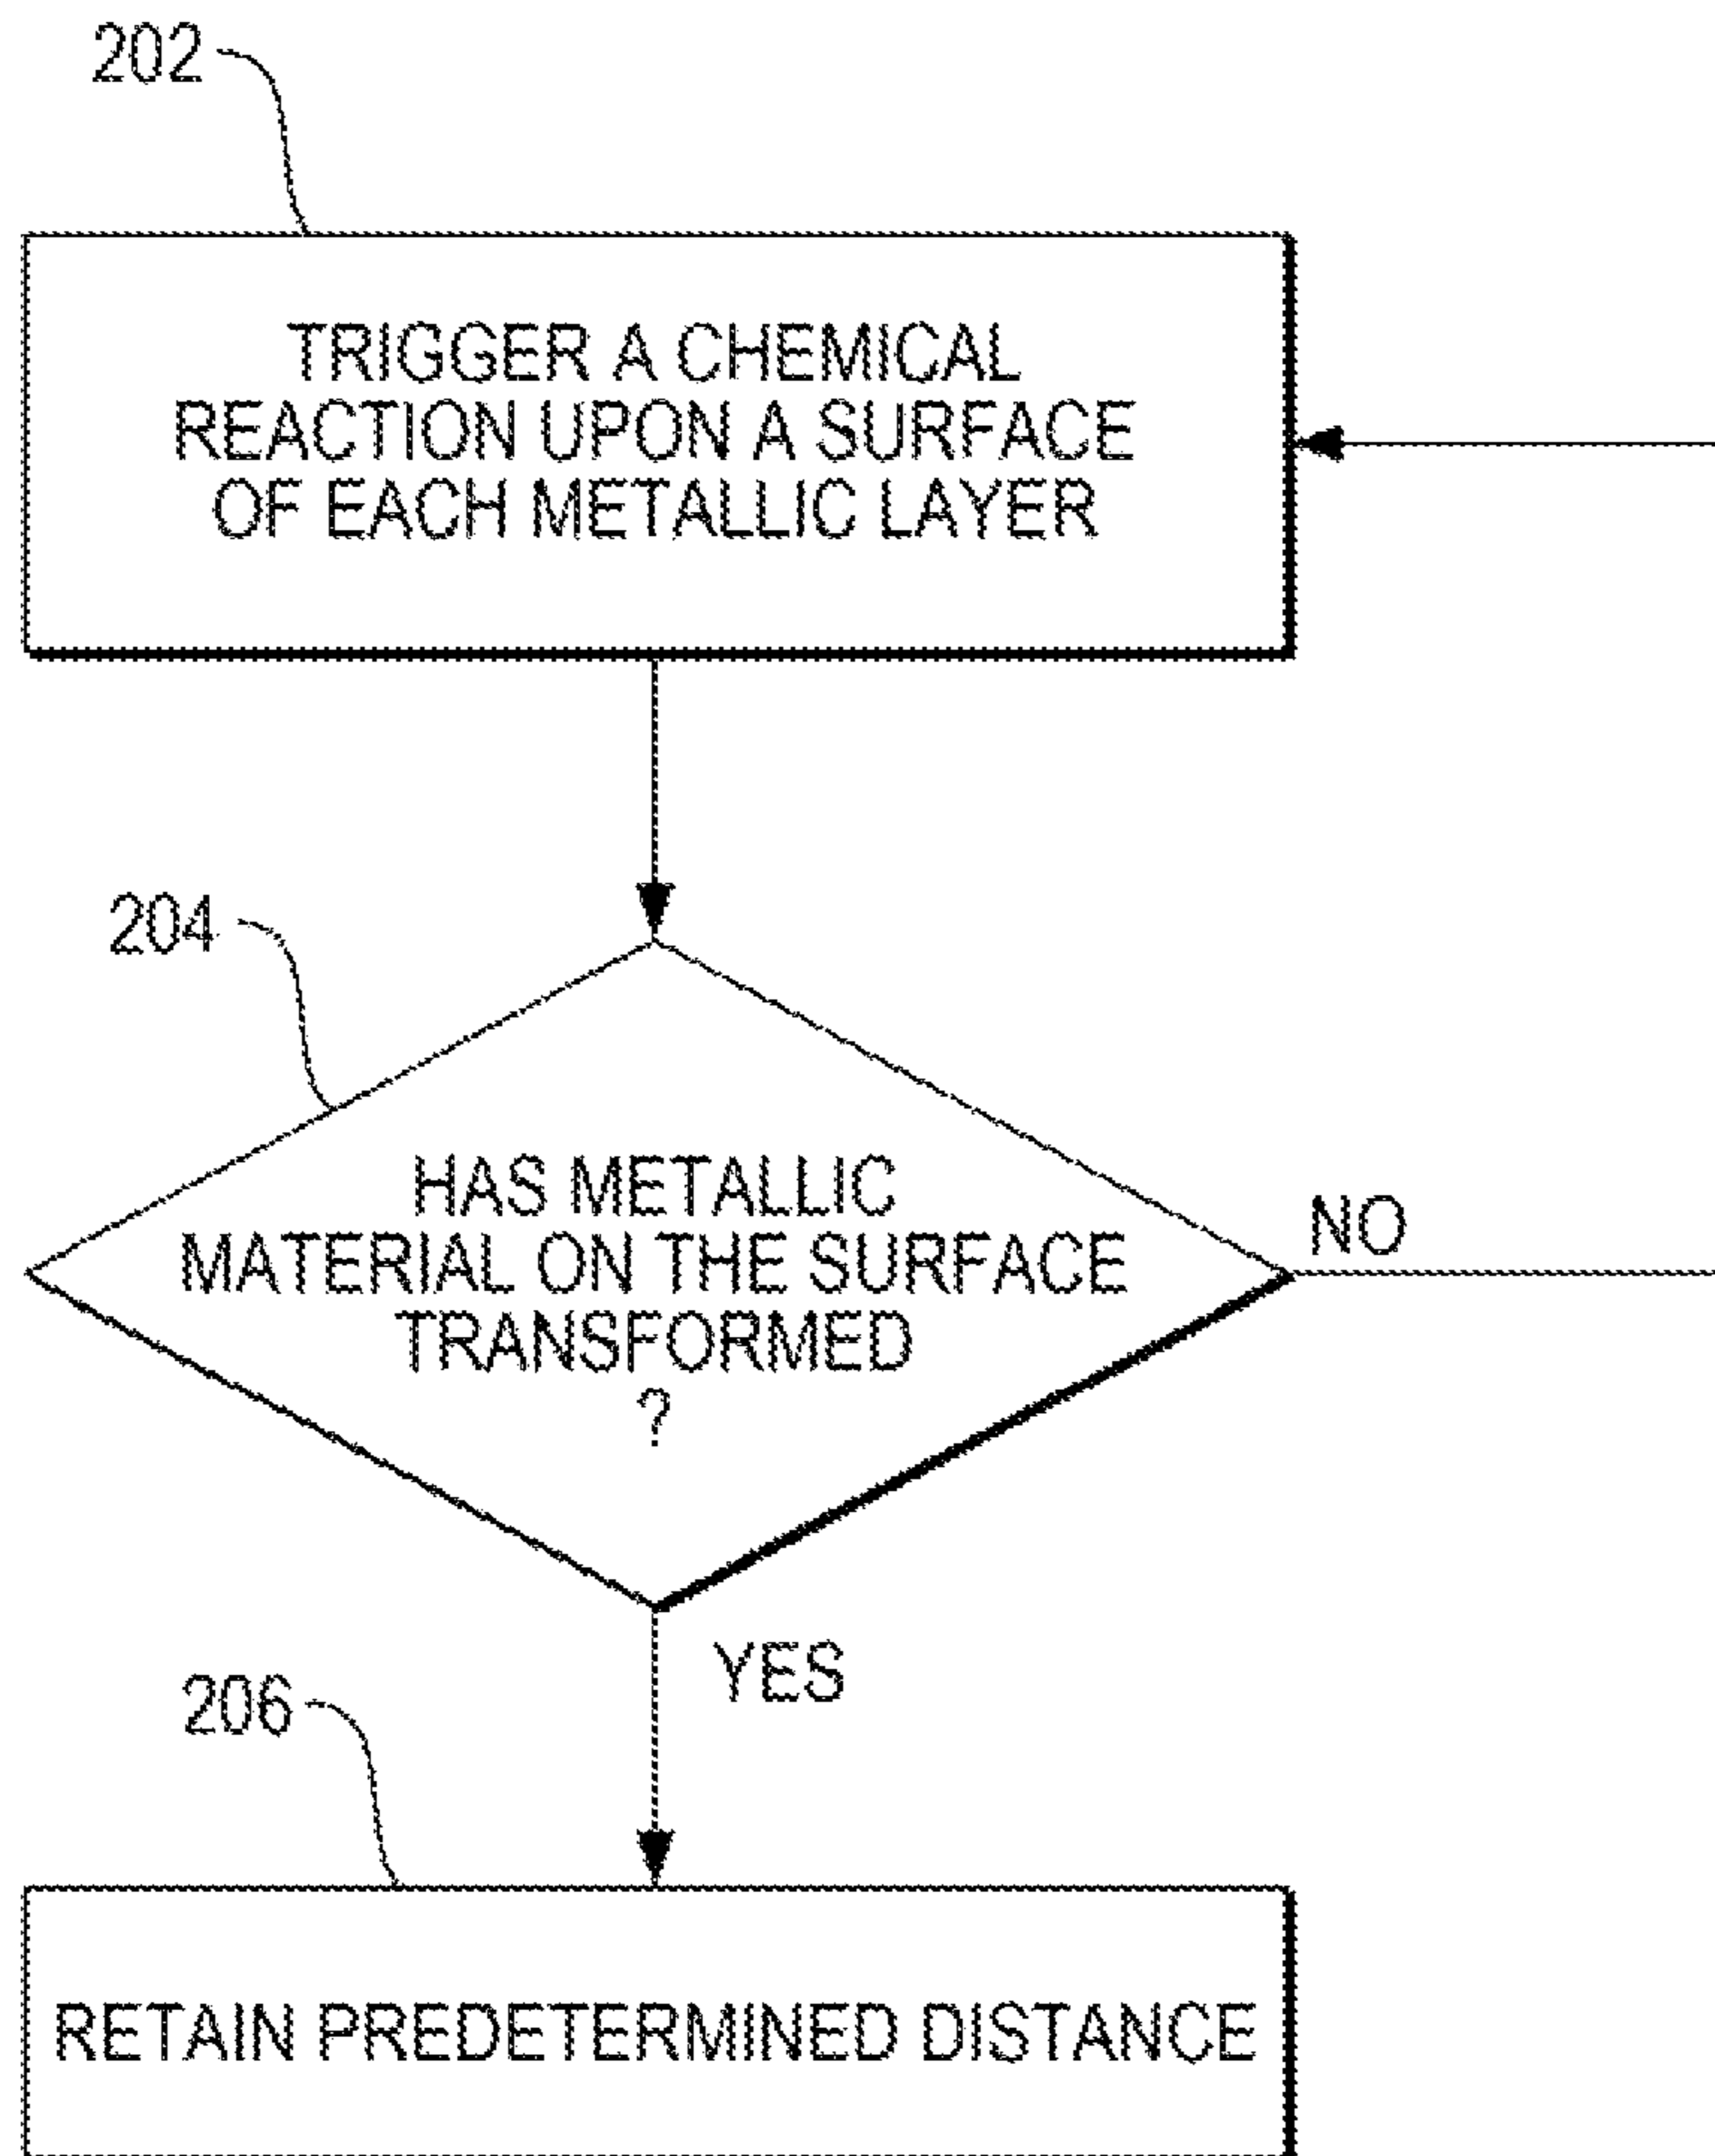 202
TRIGGER A CHEMICAL
REACTION UPON A SURFACE
OF EACH METALLIC LAYER
204
HAS METALLIC
MATERIAL ON THE SURFACE
TRANSFORMED
?
NO
YES
206
RETAIN PREDETERMINED DISTANCE